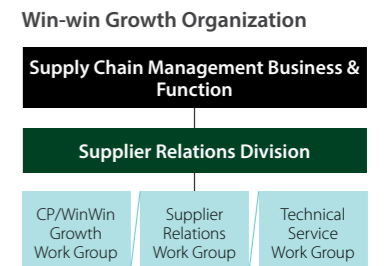 Win-win Growth Organization
Supply Chain Management Business &
Function
Supplier Relations Division
CP/WinWin
Growth
Work Group
Supplier
Relations
Work Group
Technical
Service
Work Group